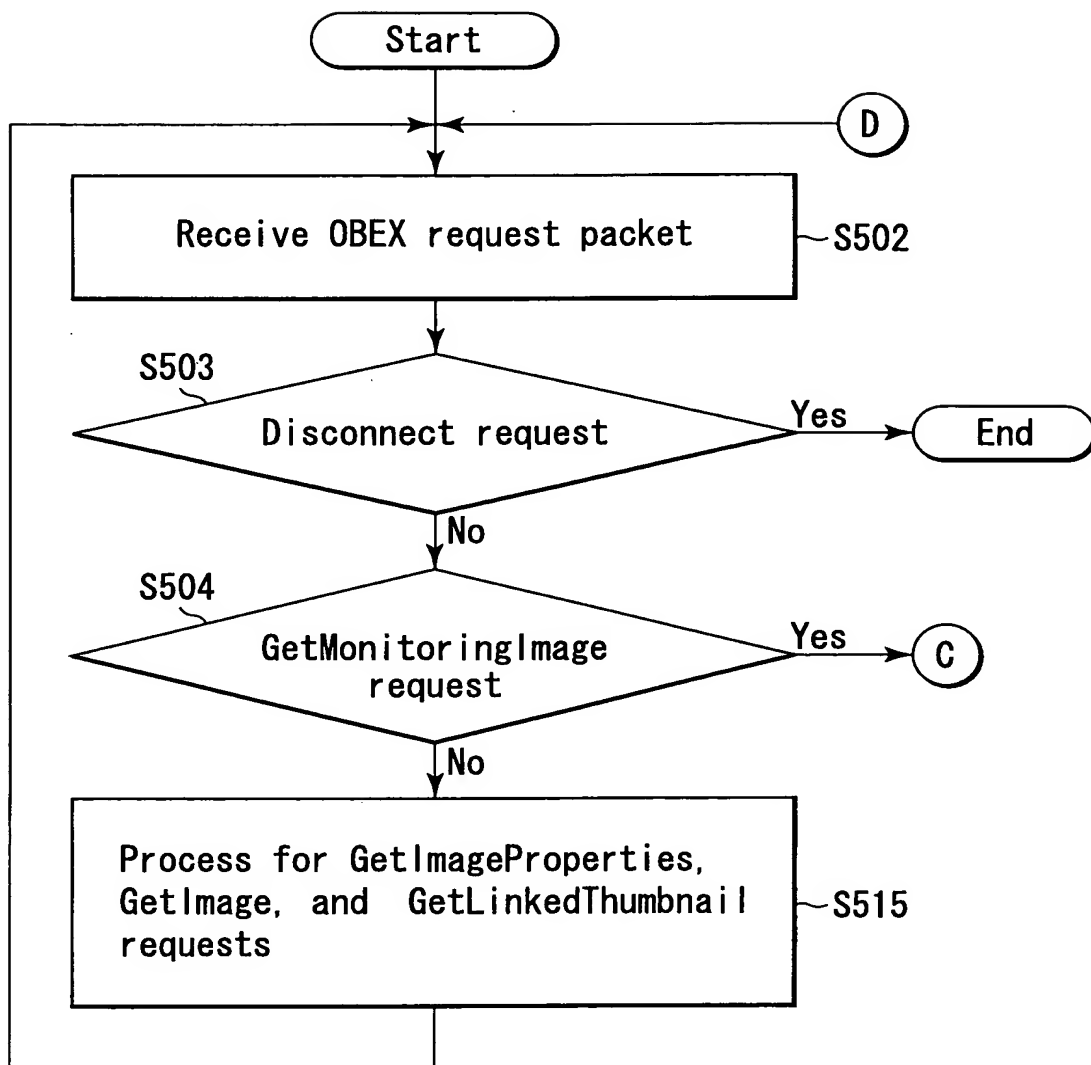 Start
D
Receive OBEX request packet
S502
S503
Disconnect request
Yes
End
No
S504
GetMonitoringImage
request
Yes
C
No
Process for GetImageProperties,
GetImage, and GetLinkedThumbnail
requests
S515